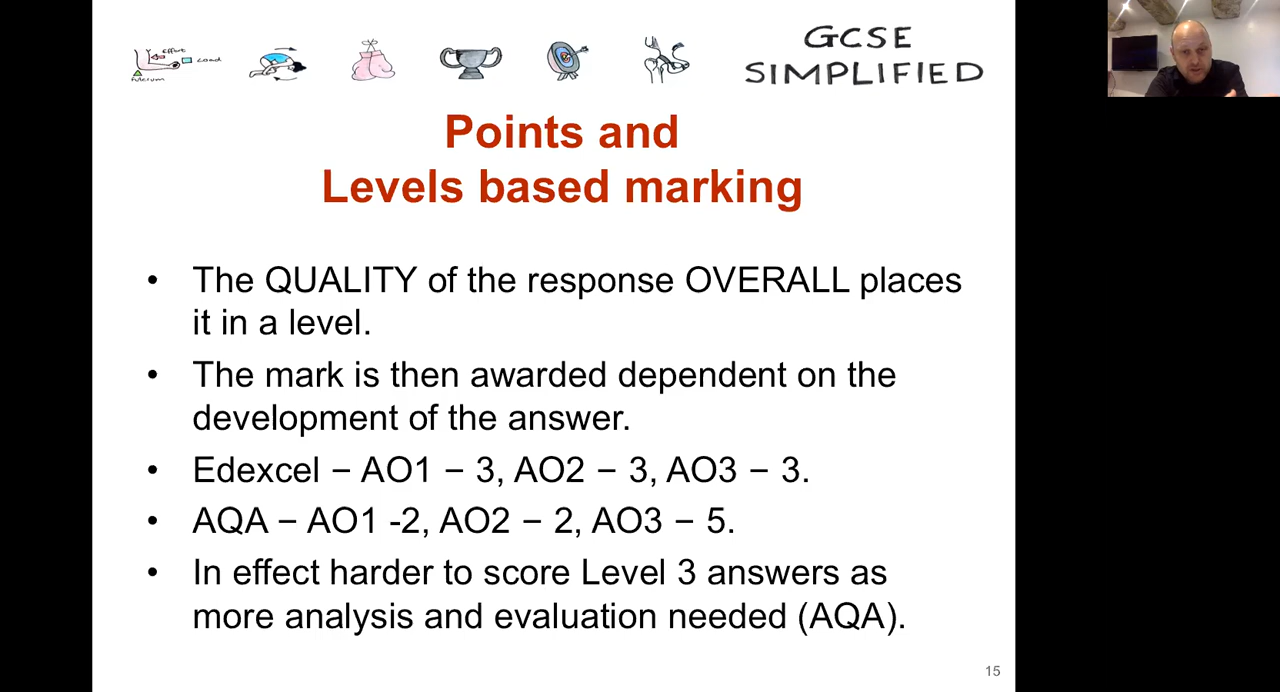 Effort
Load
fulcrum
GCSE
SIMPLIFIED
Points and
Levels based marking
• The QUALITY of the response OVERALL places
it in a level.
• The mark is then awarded dependent on the
development of the answer.
• Edexcel – AO1 – 3, AO2 – 3, AO3 – 3.
• AQA – AO1 -2, AO2 – 2, AO3 – 5.
• In effect harder to score Level 3 answers as
more analysis and evaluation needed (AQA).
15